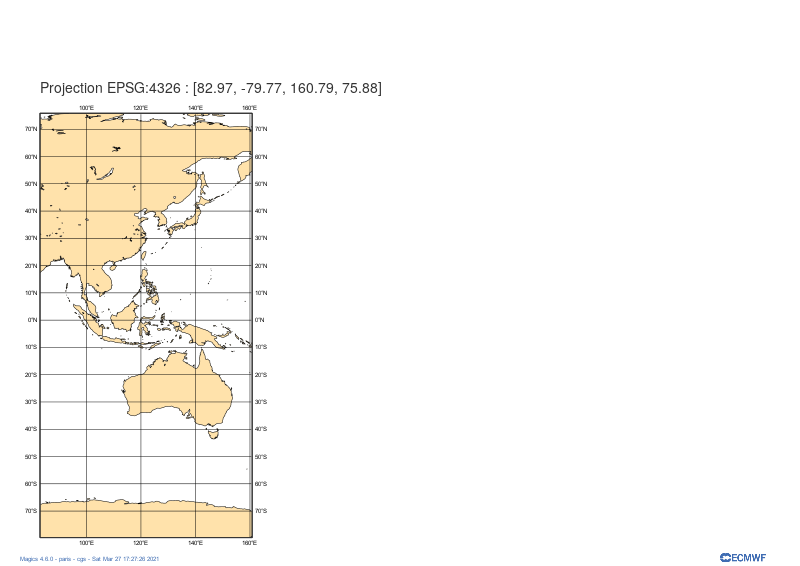 Projection EPSG:4326 : [82.97, -79.77, 160.79, 75.88]
100°E 120°E 140°E 160°E
70°N 70°N
60°N 60°N
50°N 50°N
40°N 40°N
30°N 30°N
20°N 20°N
10°N 10°N
0°N 0°N
10°S 10°S
20°S 20°S
30°S 30°S
40°S 40°S
50°S 50°S
60°S 60°S
70°S 70°S
100°E 120°E 140°E 160°E
Magics 4.6.0 - paris - cgs - Sat Mar 27 17:27:26 2021
ECMWF